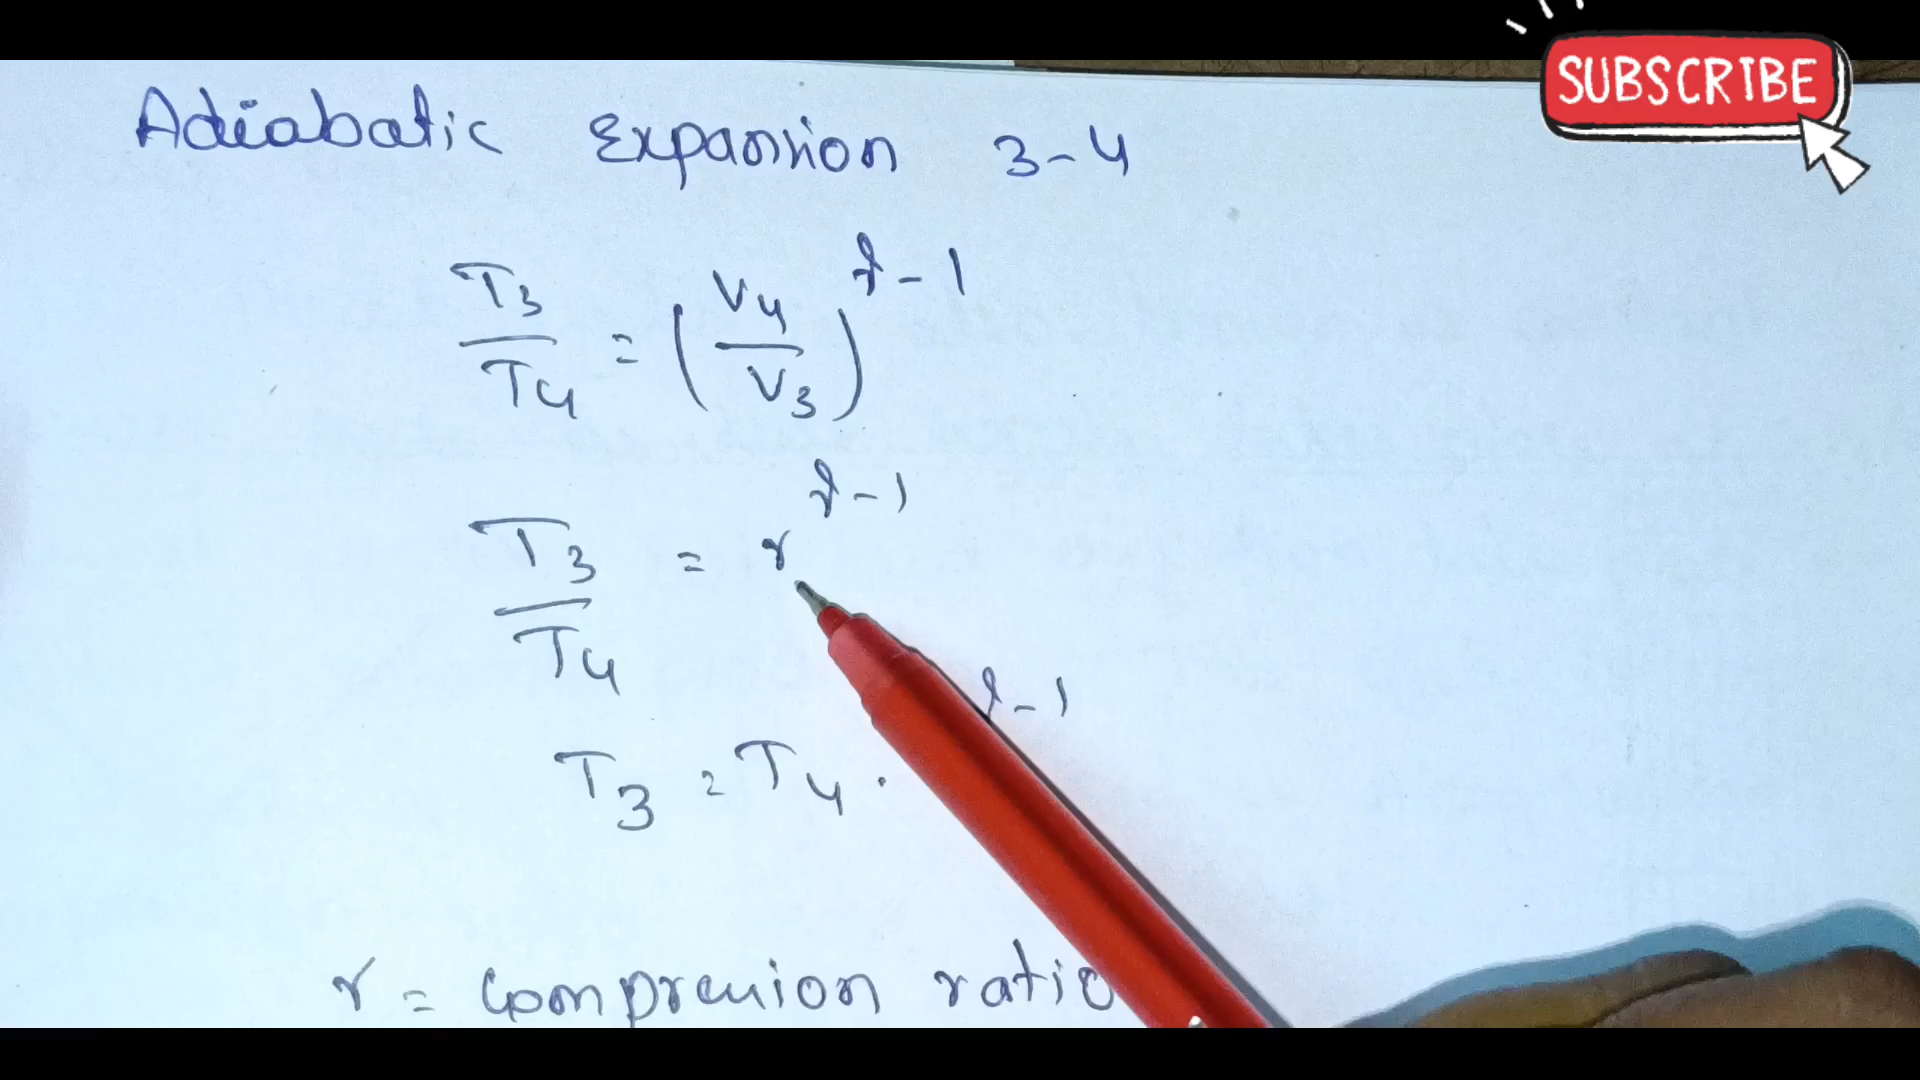 SUBSCRIBE
Adiabatic Expansion 3-4
T3/T4 = (V4/V3)^γ-1
T3/T4 = r^γ-1
T3 = T4 · γ-1
r = Compression ratio